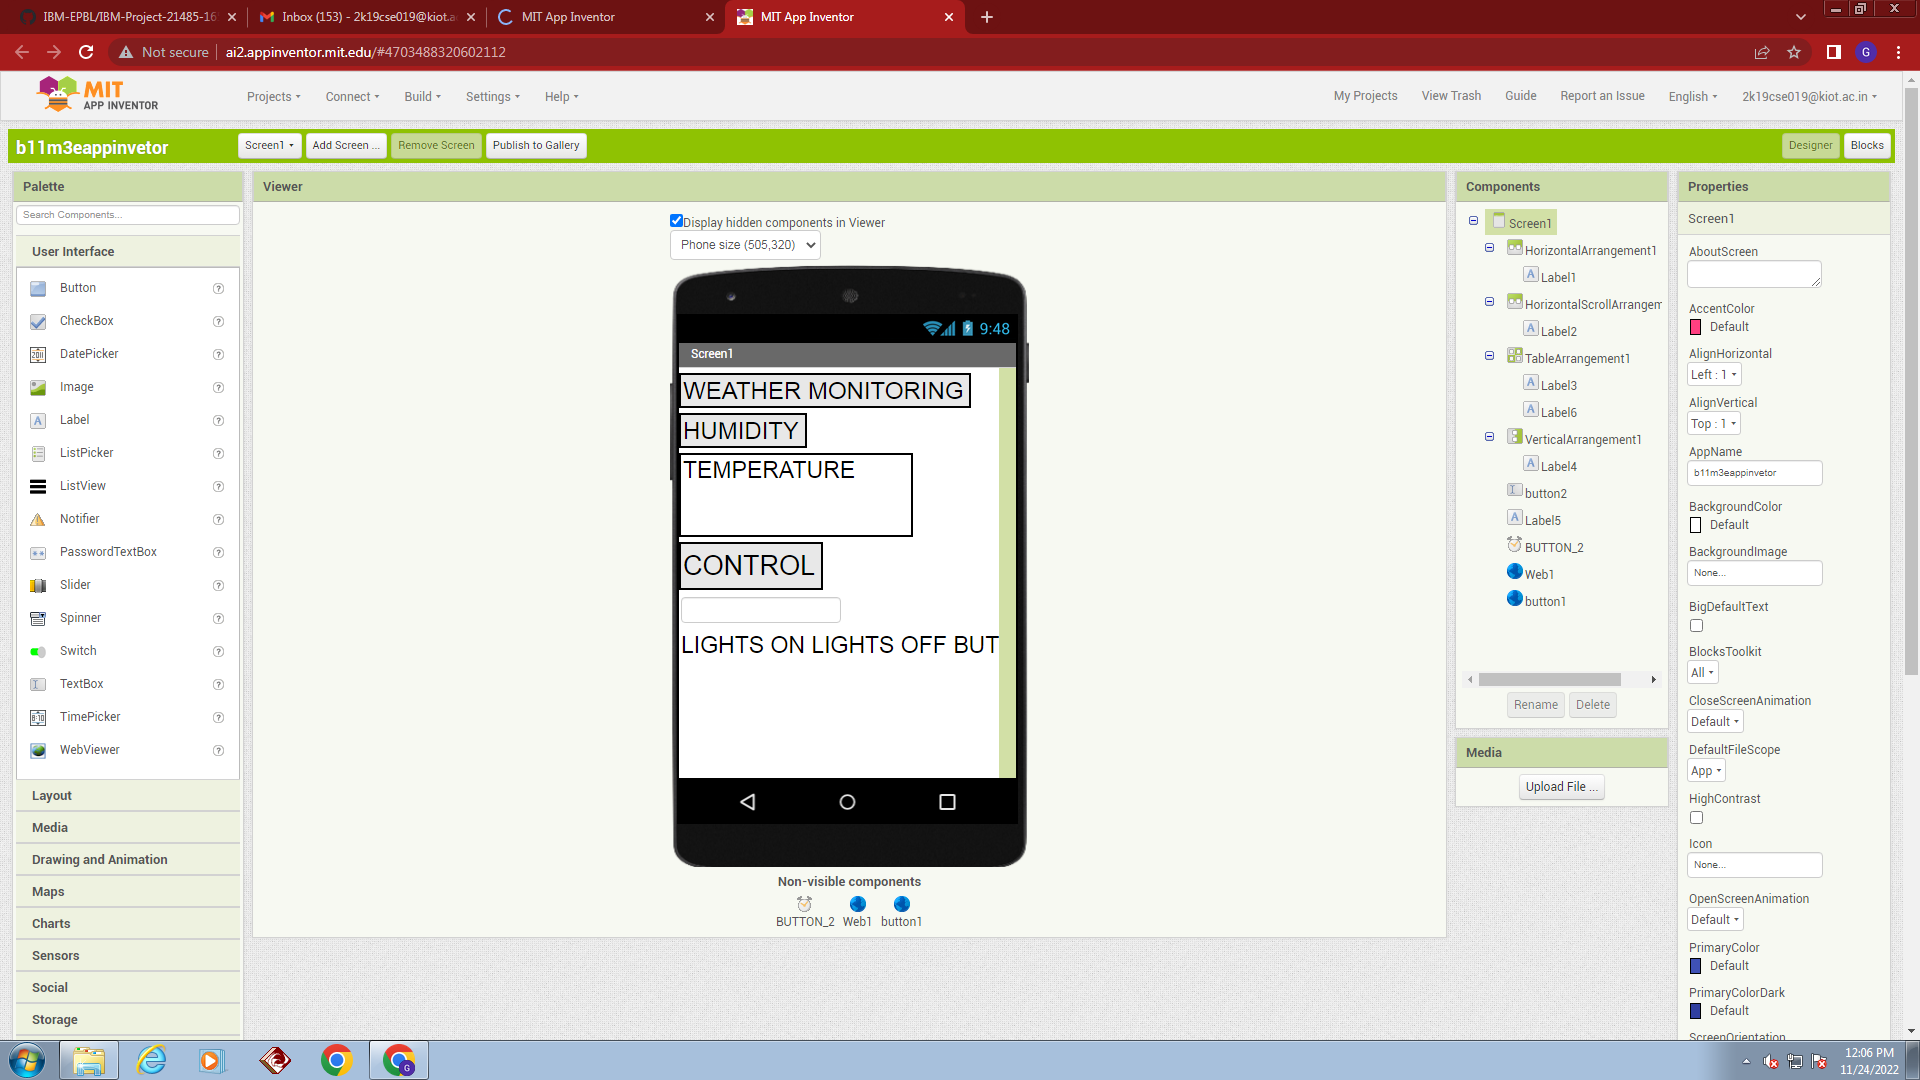 IBM-EPBL/IBM-Project-21485-16
Inbox (153) - 2k19cse019@kiot.a
MIT App Inventor
MIT App Inventor
Not secure
ai2.appinventor.mit.edu/#4703488320602112
G
MIT
APP INVENTOR
Projects
Connect
Build
Settings
Help
My Projects
View Trash
Guide
Report an Issue
English
2k19cse019@kiot.ac.in
b11m3eappinvetor
Screen1
Add Screen ...
Remove Screen
Publish to Gallery
Designer
Blocks
Palette
Search Components...
User Interface
Button
CheckBox
DatePicker
Image
Label
ListPicker
ListView
Notifier
PasswordTextBox
Slider
Spinner
Switch
TextBox
TimePicker
WebViewer
Layout
Media
Drawing and Animation
Maps
Charts
Sensors
Social
Storage
Viewer
Display hidden components in Viewer
Phone size (505,320)
9:48
Screen1
WEATHER MONITORING
HUMIDITY
TEMPERATURE
CONTROL
LIGHTS ON LIGHTS OFF BUT
Non-visible components
BUTTON_2
Web1
button1
Components
Screen1
HorizontalArrangement1
Label1
HorizontalScrollArrangem
Label2
TableArrangement1
Label3
Label6
VerticalArrangement1
Label4
button2
Label5
BUTTON_2
Web1
button1
Rename
Delete
Media
Upload File ...
Properties
Screen1
AboutScreen
AccentColor
Default
AlignHorizontal
Left : 1
AlignVertical
Top : 1
AppName
b11m3eappinvetor
BackgroundColor
Default
BackgroundImage
None...
BigDefaultText
BlocksToolkit
All
CloseScreenAnimation
Default
DefaultFileScope
App
HighContrast
Icon
None...
OpenScreenAnimation
Default
PrimaryColor
Default
PrimaryColorDark
Default
ScreenOrientation
12:06 PM
11/24/2022